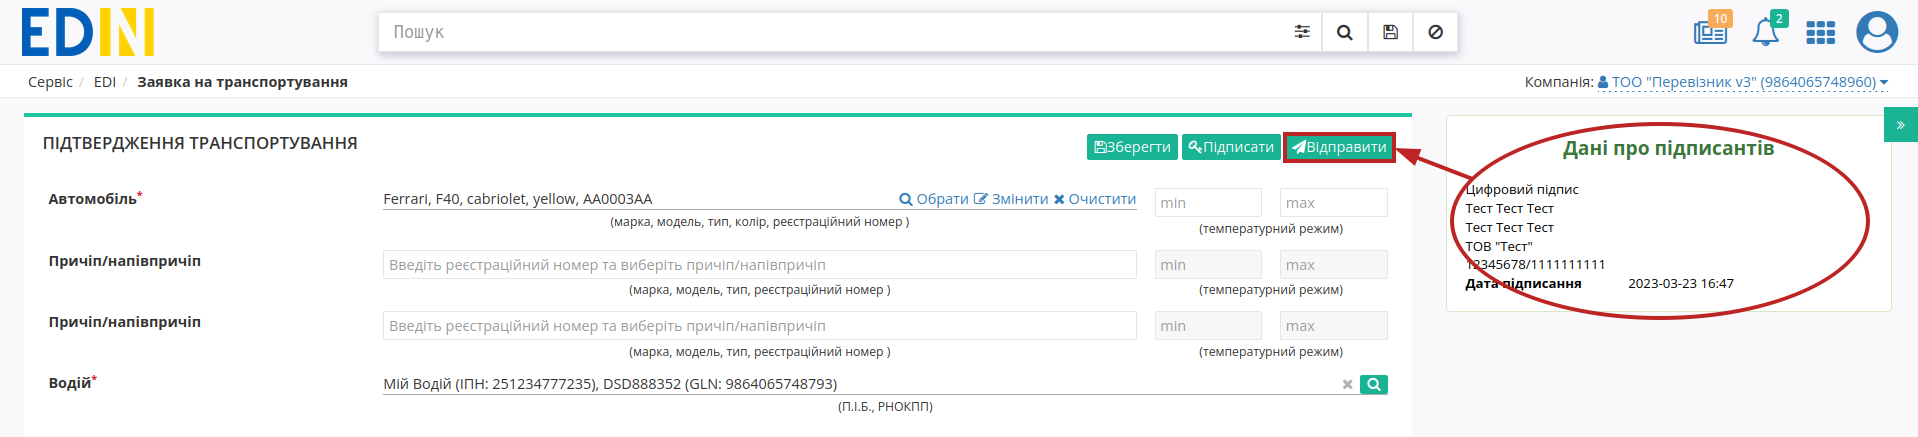 EDIN
Пошук
10
2
Сервіс / EDI / Заявка на транспортування
Компанія: ТОО "Перевізник v3" (9864065748960)
ПІДТВЕРДЖЕННЯ ТРАНСПОРТУВАННЯ
Зберегти Підписати Відправити
»
Дані про підписантів
Цифровий підпис
Тест Тест Тест
Тест Тест Тест
ТОВ "Тест"
12345678/1111111111
Дата підписання 2023-03-23 16:47
Автомобіль* Ferrari, F40, cabriolet, yellow, AA0003AA Обрати Змінити Очистити min max
(марка, модель, тип, колір, реєстраційний номер ) (температурний режим)
Причіп/напівпричіп Введіть реєстраційний номер та виберіть причіп/напівпричіп min max
(марка, модель, тип, реєстраційний номер ) (температурний режим)
Причіп/напівпричіп Введіть реєстраційний номер та виберіть причіп/напівпричіп min max
(марка, модель, тип, реєстраційний номер ) (температурний режим)
Водій* Мій Водій (ІПН: 251234777235), DSD888352 (GLN: 9864065748793)
(П.І.Б., РНОКПП)